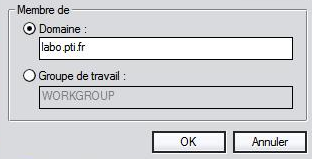 Membre de
Domaine :
labo.pti.fr
Groupe de travail :
WORKGROUP
OK
Annuler